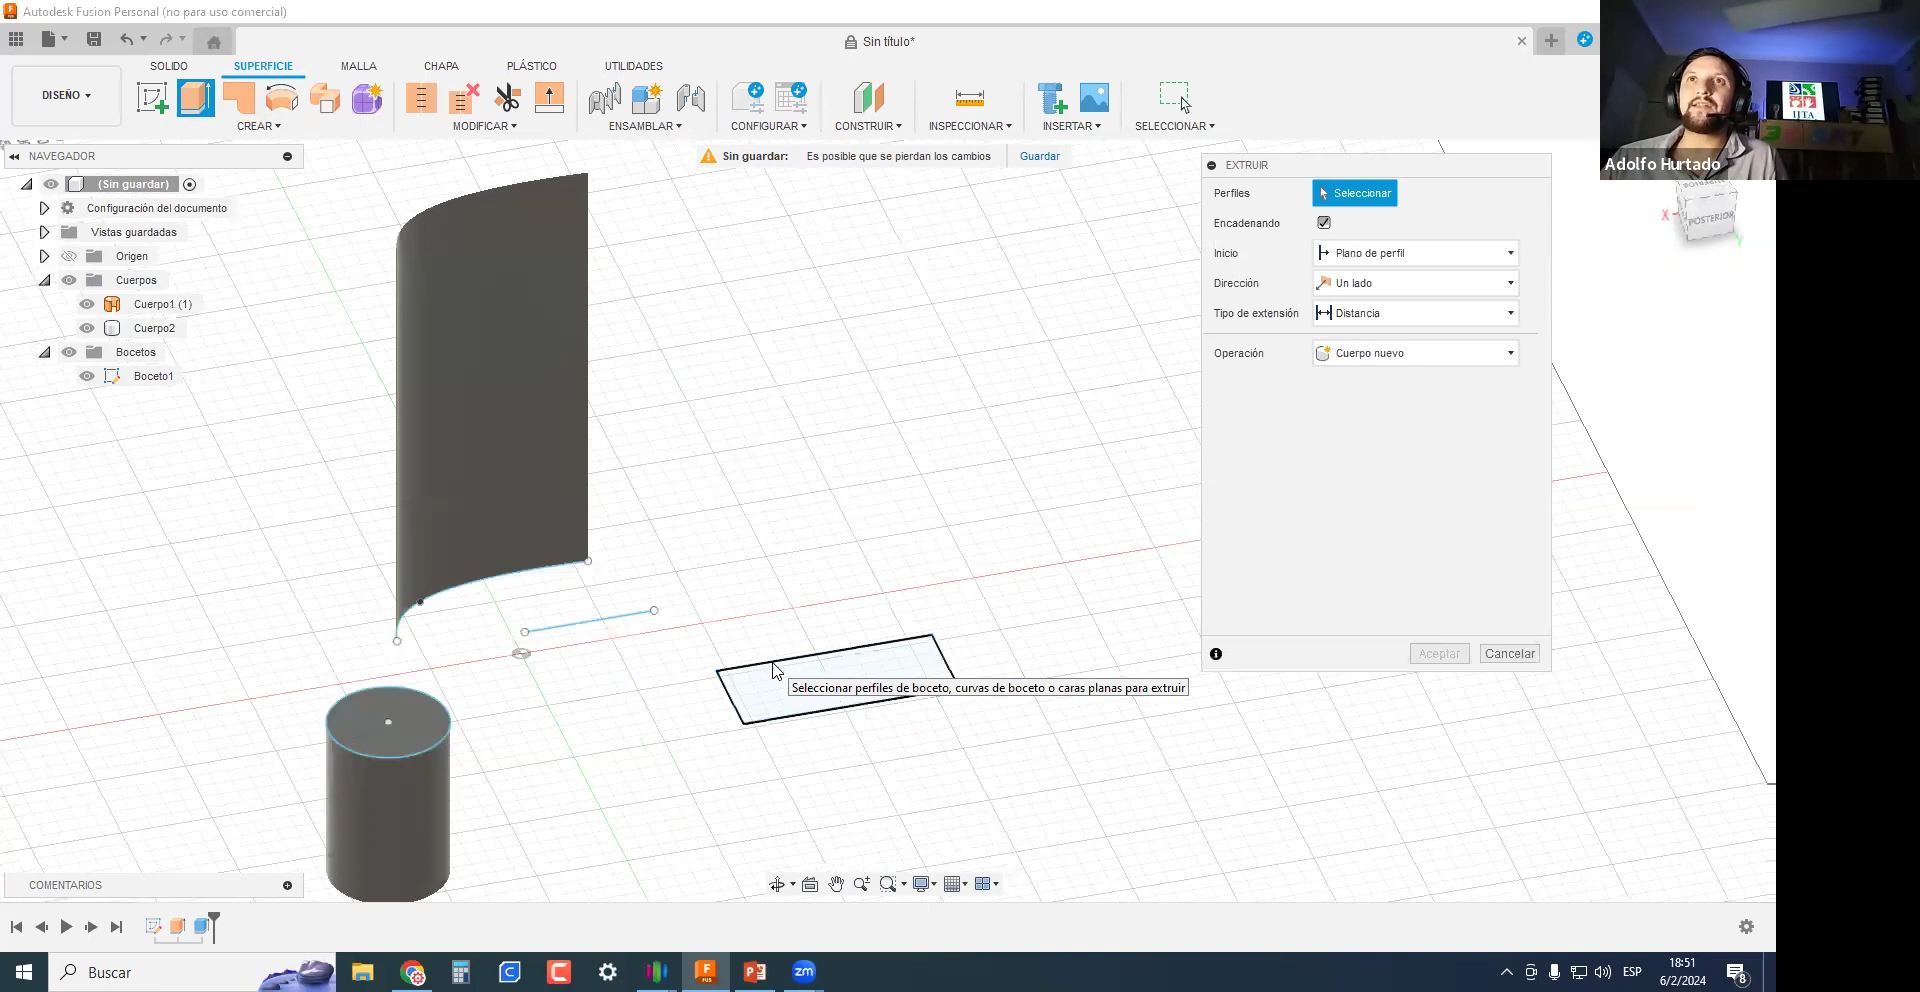 Autodesk Fusion Personal (no para uso comercial)
Sin título*
SOLIDO
SUPERFICIE
MALLA
CHAPA
PLÁSTICO
UTILIDADES
DISEÑO
CREAR
MODIFICAR
ENSAMBLAR
CONFIGURAR
CONSTRUIR
INSPECCIONAR
INSERTAR
SELECCIONAR
IJTA
Adolfo Hurtado
NAVEGADOR
Sin guardar: Es posible que se pierdan los cambios Guardar
(Sin guardar)
Configuración del documento
Vistas guardadas
Origen
Cuerpos
Cuerpo1 (1)
Cuerpo2
Bocetos
Boceto1
EXTRUIR
Perfiles Seleccionar
Encadenando
Inicio Plano de perfil
Dirección Un lado
Tipo de extensión Distancia
Operación Cuerpo nuevo
Aceptar Cancelar
X POSTERIOR
Seleccionar perfiles de boceto, curvas de boceto o caras planas para extruir
COMENTARIOS
Buscar
ESP
18:51
6/2/2024
8